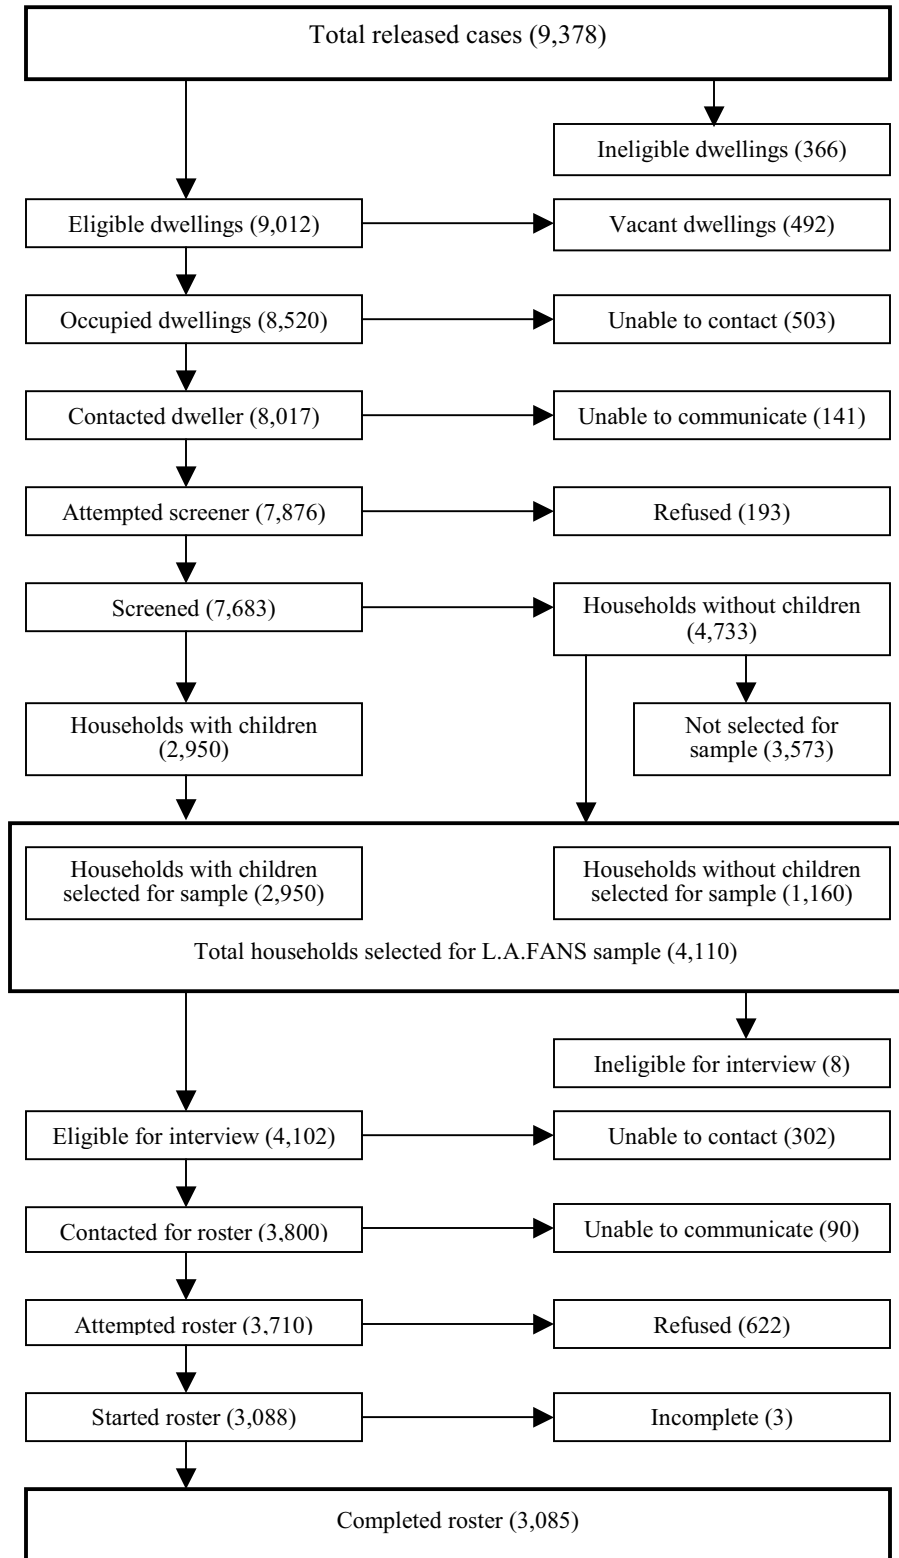 Total released cases (9,378)
Ineligible dwellings (366)
Eligible dwellings (9,012)
Vacant dwellings (492)
Occupied dwellings (8,520)
Unable to contact (503)
Contacted dweller (8,017)
Unable to communicate (141)
Attempted screener (7,876)
Refused (193)
Screened (7,683)
Households without children
(4,733)
Households with children
(2,950)
Not selected for
sample (3,573)
Households with children
selected for sample (2,950)
Households without children
selected for sample (1,160)
Total households selected for L.A.FANS sample (4,110)
Ineligible for interview (8)
Eligible for interview (4,102)
Unable to contact (302)
Contacted for roster (3,800)
Unable to communicate (90)
Attempted roster (3,710)
Refused (622)
Started roster (3,088)
Incomplete (3)
Completed roster (3,085)